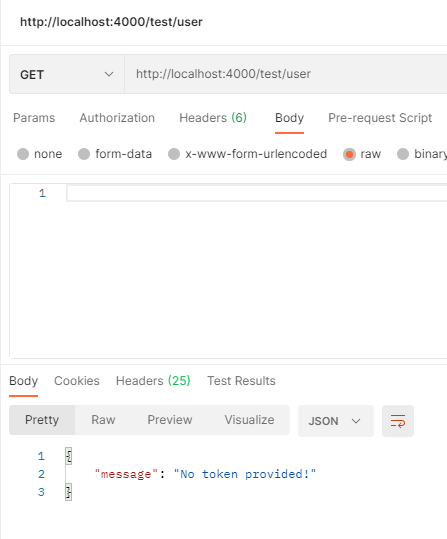 http://localhost:4000/test/user
GET http://localhost:4000/test/user
Params Authorization Headers (6) Body Pre-request Script
none form-data x-www-form-urlencoded raw binary
1
Body Cookies Headers (25) Test Results
Pretty Raw Preview Visualize JSON
1 {
2 "message": "No token provided!"
3 }